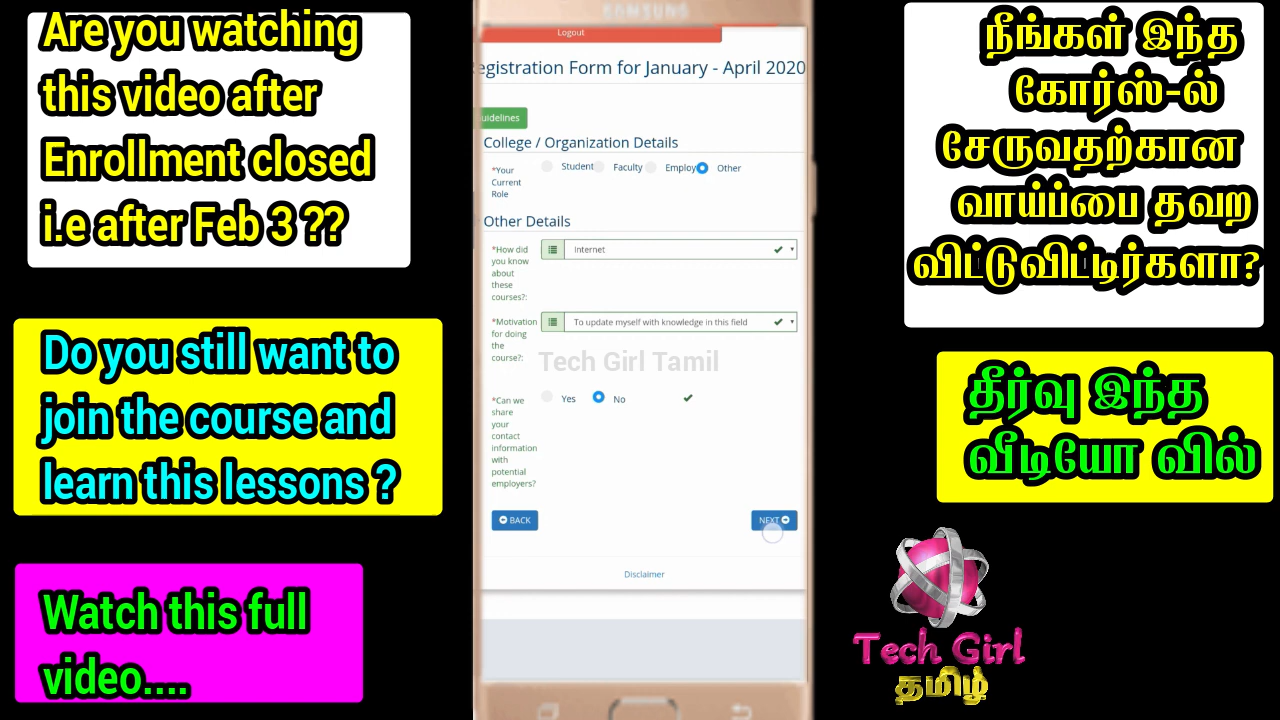 Are you watching
this video after
Enrollment closed
i.e after Feb 3 ??
Do you still want to
join the course and
learn this lessons ?
Watch this full
video....
SAMSUNG
Logout
egistration Form for January - April 2020
uidelines
College / Organization Details
*Your
Current
Role
Student
Faculty
Employ
Other
Other Details
*How did
you know
about
these
courses?:
Internet
*Motivation
for doing
the
course?:
To update myself with knowledge in this field
Tech Girl Tamil
*Can we
share
your
contact
information
with
potential
employers?
Yes
No
BACK
NEXT
Disclaimer
நீங்கள் இந்த
கோர்ஸ்-ல்
சேருவதற்கான
வாய்ப்பை தவற
விட்டுவிட்டிர்களா?
தீர்வு இந்த
வீடியோ வில்
Tech Girl
தமிழ்